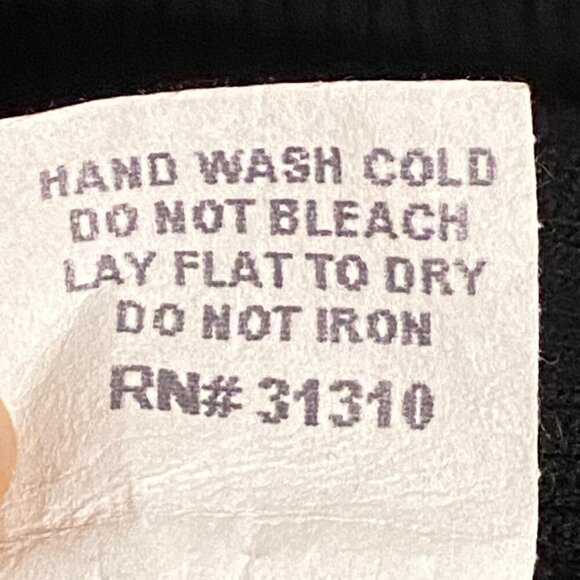 HAND WASH COLD
DO NOT BLEACH
LAY FLAT TO DRY
DO NOT IRON
RN# 31310